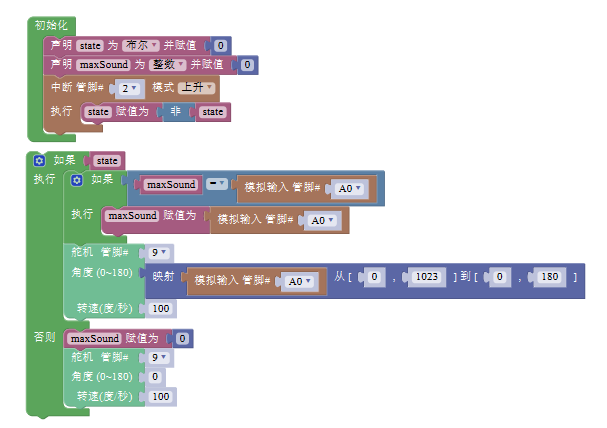 初始化
声明 state 为 布尔 并赋值 0
声明 maxSound 为 整数 并赋值 0
中断 管脚# 2 模式 上升
执行 state 赋值为 非 state
如果 state
执行 如果 maxSound = 模拟输入 管脚# A0
执行 maxSound 赋值为 模拟输入 管脚# A0
舵机 管脚# 9
角度 (0~180) 映射 模拟输入 管脚# A0 从 [ 0 , 1023 ] 到 [ 0 , 180 ]
转速(度/秒) 100
否则 maxSound 赋值为 0
舵机 管脚# 9
角度 (0~180) 0
转速(度/秒) 100